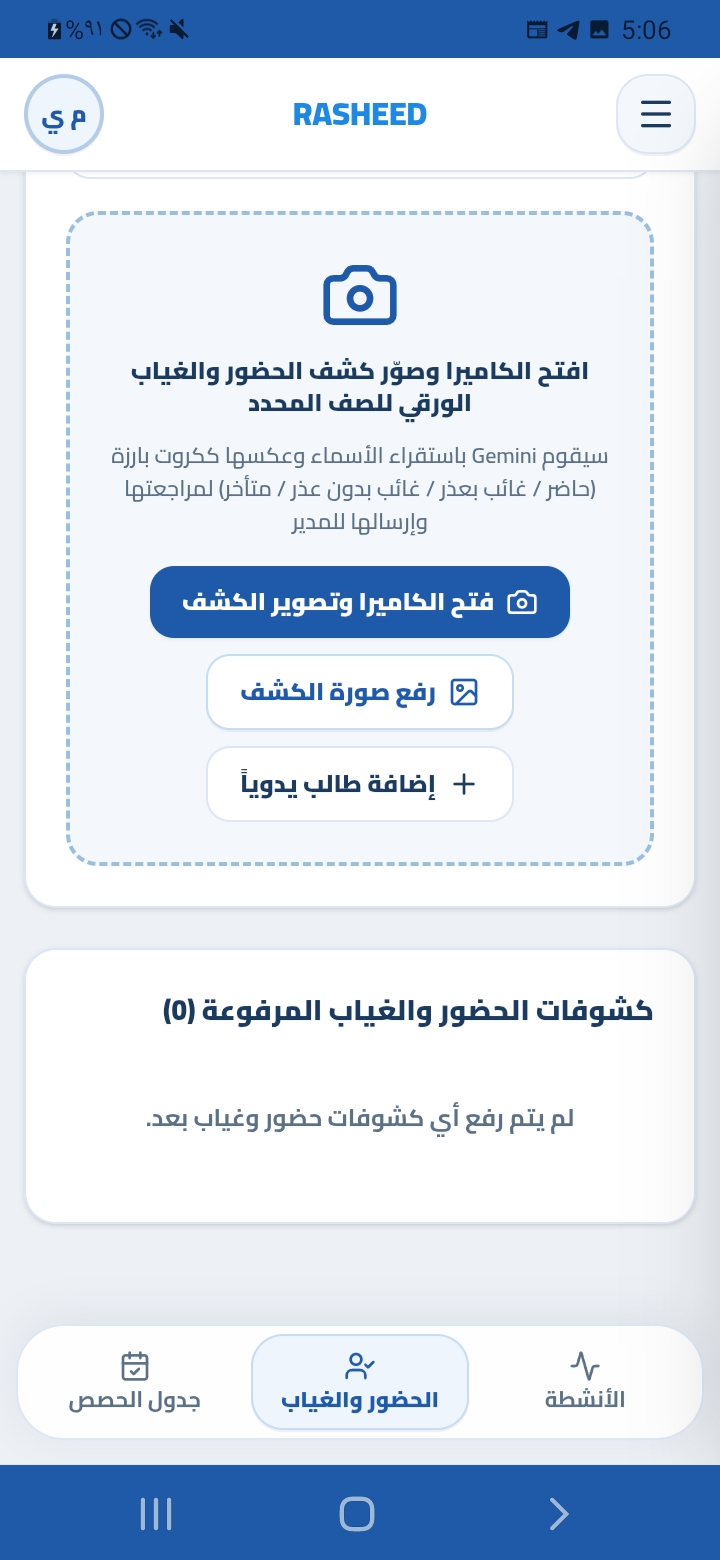 5:06
%٩١
RASHEED
م ي
افتح الكاميرا وصوّر كشف الحضور والغياب
الورقي للصف المحدد
سيقوم Gemini باستقراء الأسماء وعكسها ككروت بارزة
(حاضر / غائب بعذر / غائب بدون عذر / متأخر) لمراجعتها
وإرسالها للمدير
فتح الكاميرا وتصوير الكشف
رفع صورة الكشف
إضافة طالب يدوياً
كشوفات الحضور والغياب المرفوعة (0)
لم يتم رفع أي كشوفات حضور وغياب بعد.
الأنشطة
الحضور والغياب
جدول الحصص